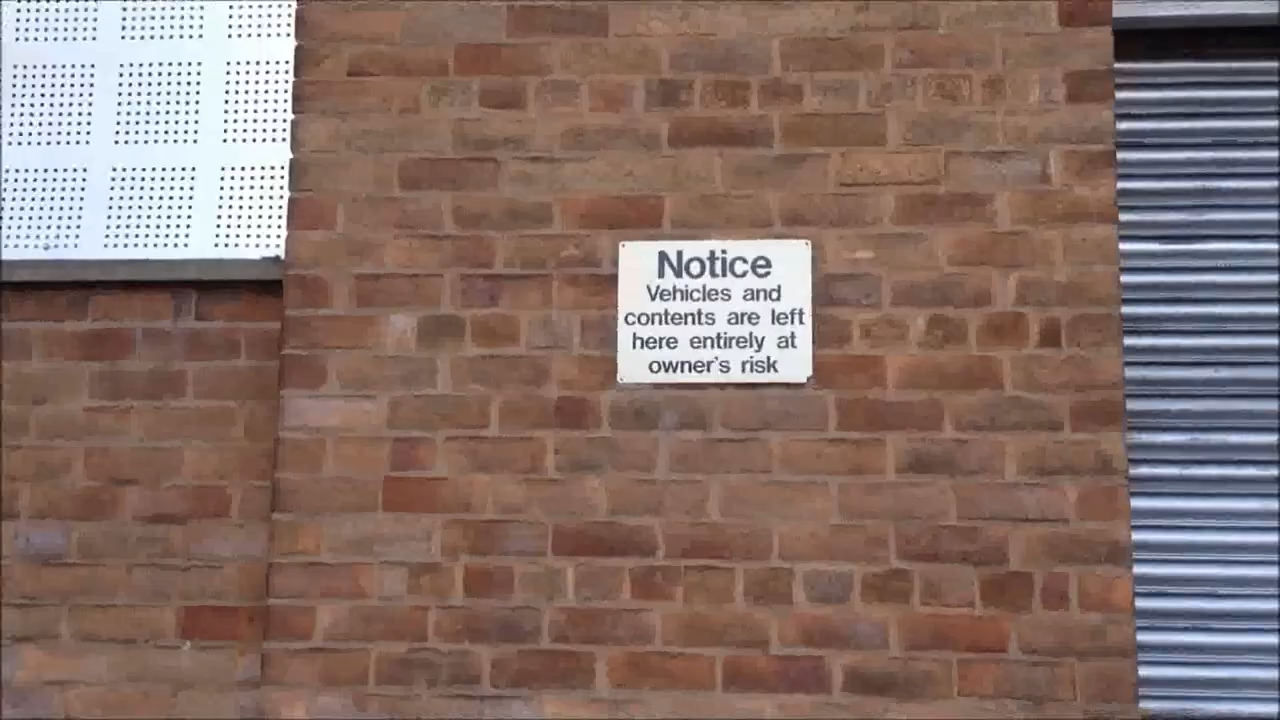 Notice
Vehicles and
contents are left
here entirely at
owner's risk